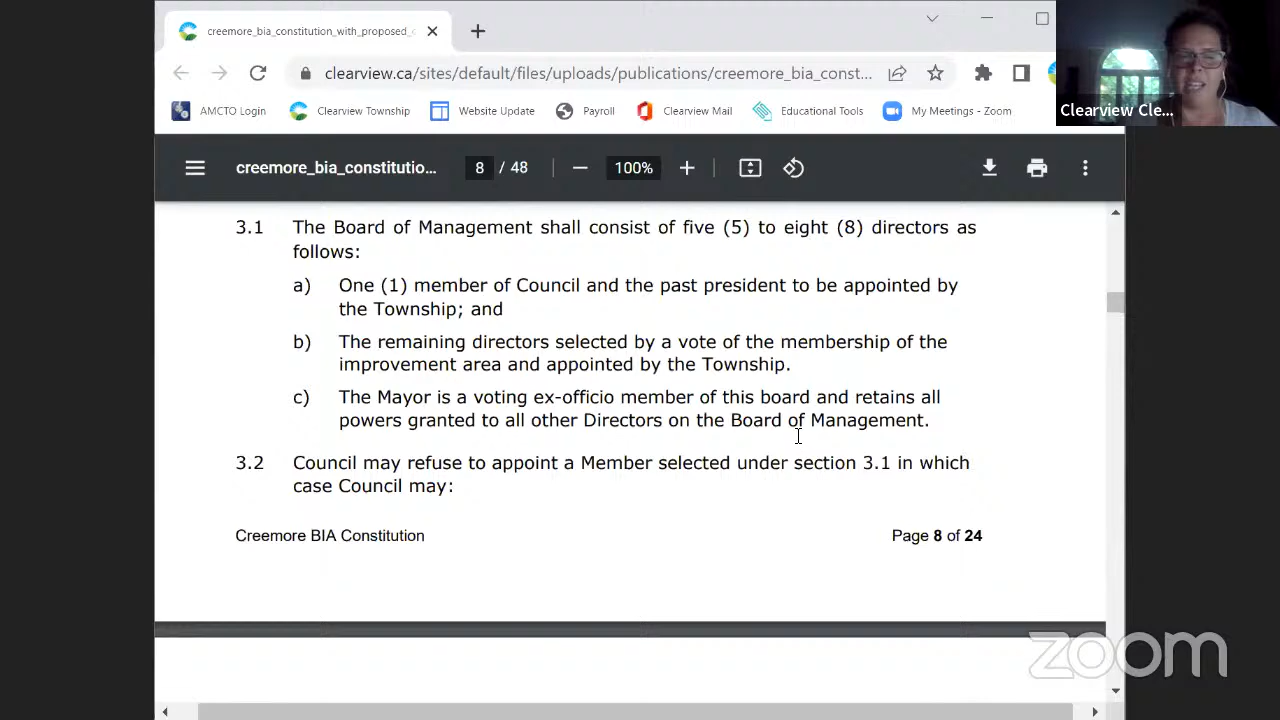 creemore_bia_constitution_with_proposed_
clearview.ca/sites/default/files/uploads/publications/creemore_bia_const...
AMCTO Login
Clearview Township
Website Update
Payroll
Clearview Mail
Educational Tools
My Meetings - Zoom
Clearview Cle...
creemore_bia_constitutio...
8 / 48
100%
3.1 The Board of Management shall consist of five (5) to eight (8) directors as
follows:
a) One (1) member of Council and the past president to be appointed by
the Township; and
b) The remaining directors selected by a vote of the membership of the
improvement area and appointed by the Township.
c) The Mayor is a voting ex-officio member of this board and retains all
powers granted to all other Directors on the Board of Management.
3.2 Council may refuse to appoint a Member selected under section 3.1 in which
case Council may:
Creemore BIA Constitution
Page 8 of 24
zoom